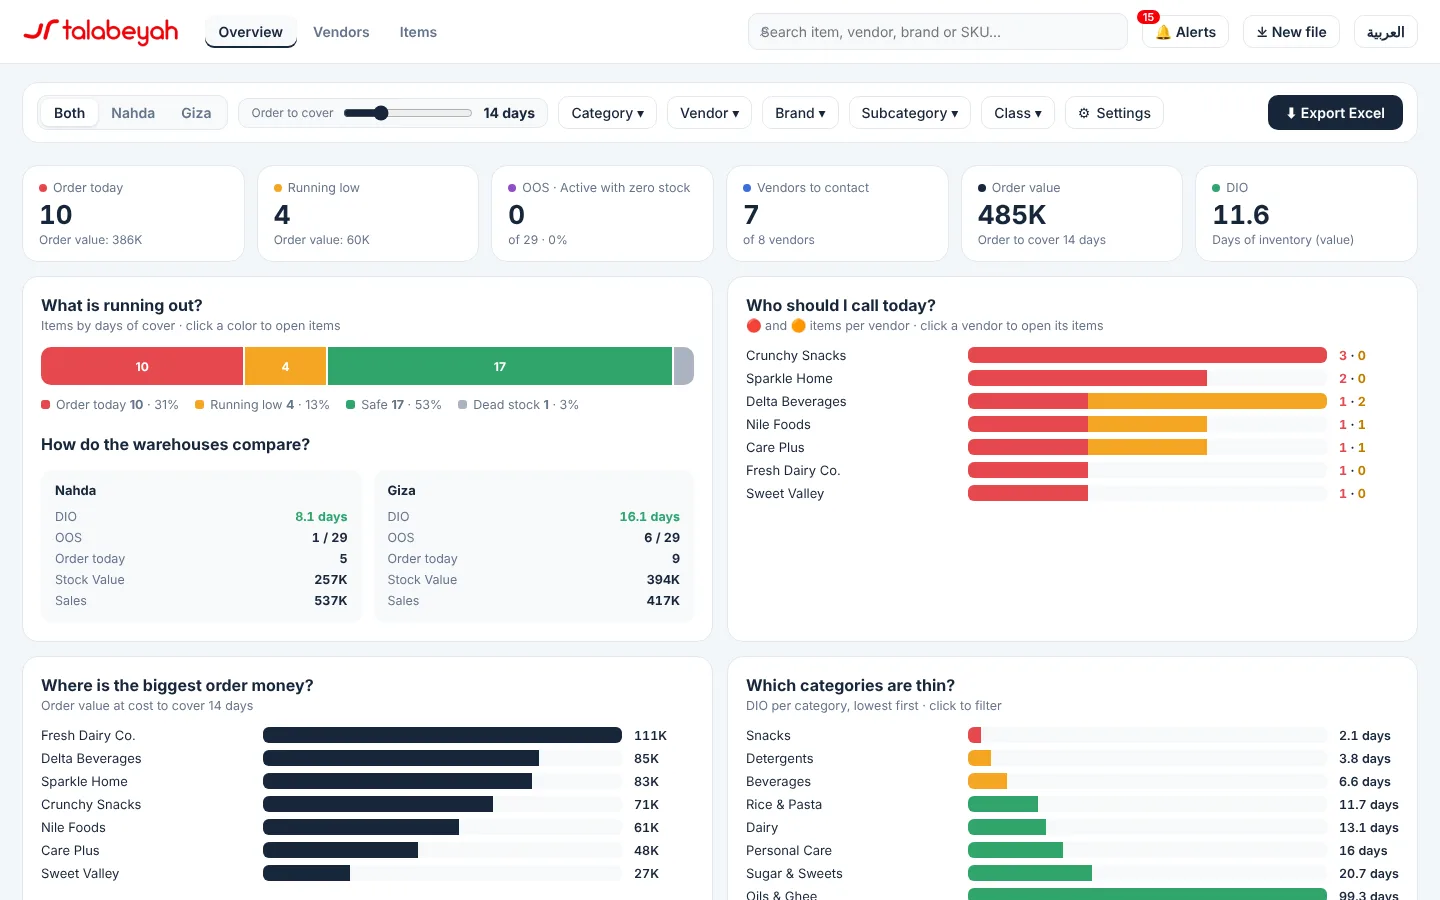 talabeyah
Overview Vendors Items
Search item, vendor, brand or SKU...
15
🔔 Alerts
New file
العربية
Both Nahda Giza
Order to cover 14 days
Category ▾ Vendor ▾ Brand ▾ Subcategory ▾ Class ▾ ⚙ Settings
⬇ Export Excel
Order today
10
Order value: 386K
Running low
4
Order value: 60K
OOS · Active with zero stock
0
of 29 · 0%
Vendors to contact
7
of 8 vendors
Order value
485K
Order to cover 14 days
DIO
11.6
Days of inventory (value)
What is running out?
Items by days of cover · click a color to open items
10 4 17
Order today 10 · 31% Running low 4 · 13% Safe 17 · 53% Dead stock 1 · 3%
How do the warehouses compare?
Nahda
DIO 8.1 days
OOS 1 / 29
Order today 5
Stock Value 257K
Sales 537K
Giza
DIO 16.1 days
OOS 6 / 29
Order today 9
Stock Value 394K
Sales 417K
Who should I call today?
🔴 and 🟠 items per vendor · click a vendor to open its items
Crunchy Snacks 3 · 0
Sparkle Home 2 · 0
Delta Beverages 1 · 2
Nile Foods 1 · 1
Care Plus 1 · 1
Fresh Dairy Co. 1 · 0
Sweet Valley 1 · 0
Where is the biggest order money?
Order value at cost to cover 14 days
Fresh Dairy Co. 111K
Delta Beverages 85K
Sparkle Home 83K
Crunchy Snacks 71K
Nile Foods 61K
Care Plus 48K
Sweet Valley 27K
Which categories are thin?
DIO per category, lowest first · click to filter
Snacks 2.1 days
Detergents 3.8 days
Beverages 6.6 days
Rice & Pasta 11.7 days
Dairy 13.1 days
Personal Care 16 days
Sugar & Sweets 20.7 days
Oils & Ghee 99.3 days